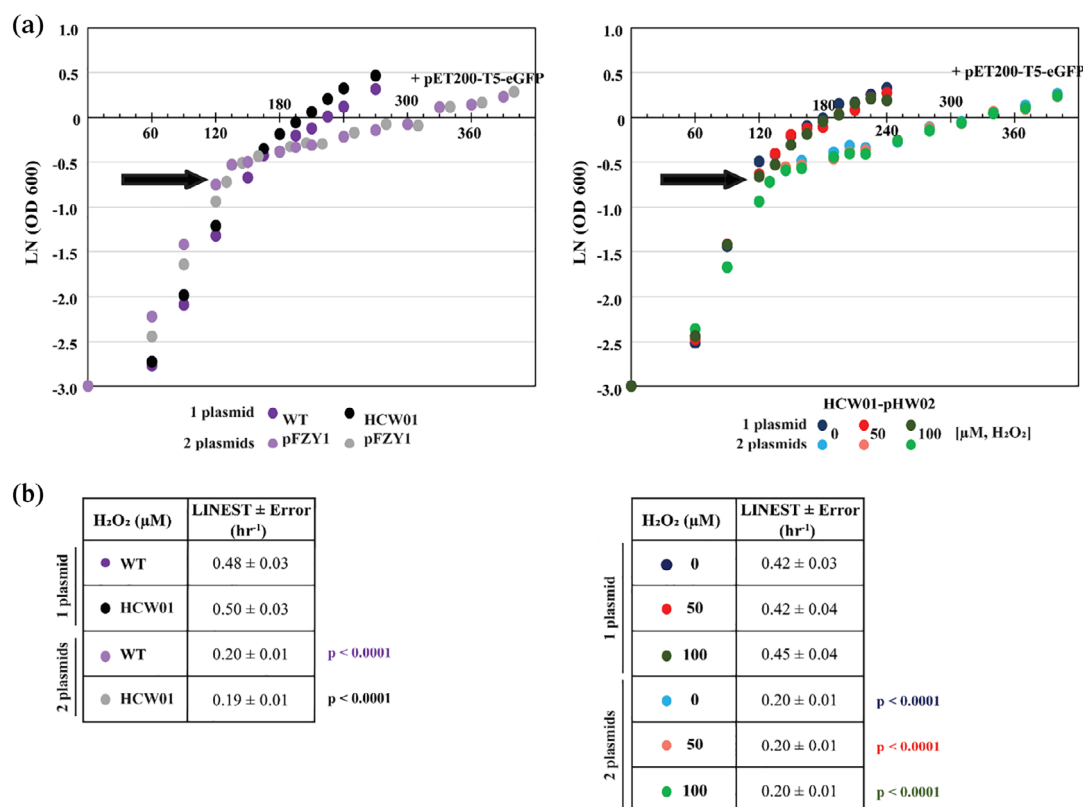 (a)
1.0
0.5
0
-0.5
-1.0
-1.5
-2.0
-2.5
-3.0
LN (OD 600)
60
120
180
300
360
+ pET200-T5-eGFP
1 plasmid WT HCW01
2 plasmids pFZY1 pFZY1
1.0
0.5
0
-0.5
-1.0
-1.5
-2.0
-2.5
-3.0
LN (OD 600)
60
120
180
240
300
360
+ pET200-T5-eGFP
HCW01-pHW02
1 plasmid
2 plasmids 0 50 100 [µM, H₂O₂]
(b)
H₂O₂ (µM) LINEST ± Error (hr⁻¹)
1 plasmid
WT 0.48 ± 0.03
HCW01 0.50 ± 0.03
2 plasmids
WT 0.20 ± 0.01 p < 0.0001
HCW01 0.19 ± 0.01 p < 0.0001
H₂O₂ (µM) LINEST ± Error (hr⁻¹)
1 plasmid
0 0.42 ± 0.03
50 0.42 ± 0.04
100 0.45 ± 0.04
2 plasmids
0 0.20 ± 0.01 p < 0.0001
50 0.20 ± 0.01 p < 0.0001
100 0.20 ± 0.01 p < 0.0001